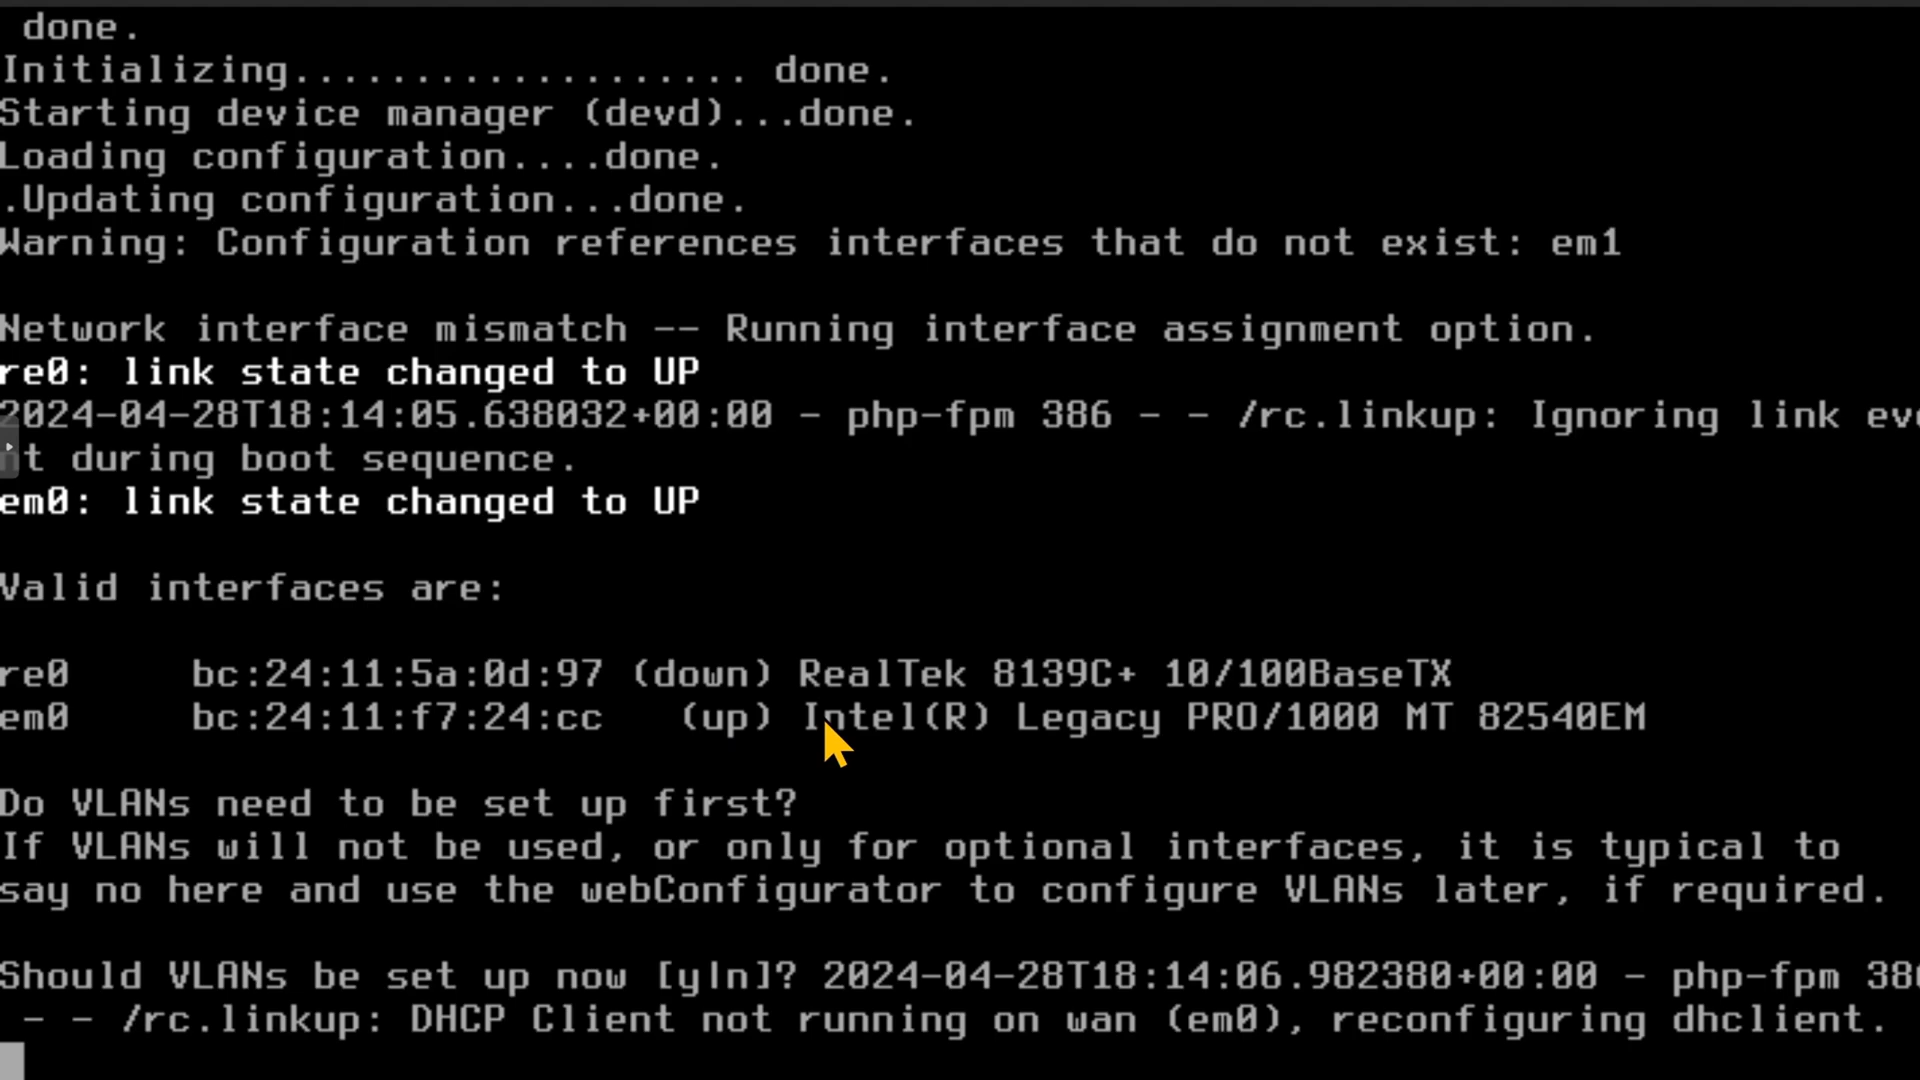 done.
Initializing................... done.
Starting device manager (devd)...done.
Loading configuration....done.
.Updating configuration...done.
Warning: Configuration references interfaces that do not exist: em1
Network interface mismatch -- Running interface assignment option.
re0: link state changed to UP
2024-04-28T18:14:05.638032+00:00 - php-fpm 386 - - /rc.linkup: Ignoring link eve
nt during boot sequence.
em0: link state changed to UP
Valid interfaces are:
re0 bc:24:11:5a:0d:97 (down) RealTek 8139C+ 10/100BaseTX
em0 bc:24:11:f7:24:cc (up) Intel(R) Legacy PRO/1000 MT 82540EM
Do VLANs need to be set up first?
If VLANs will not be used, or only for optional interfaces, it is typical to
say no here and use the webConfigurator to configure VLANs later, if required.
Should VLANs be set up now [y|n]? 2024-04-28T18:14:06.982380+00:00 - php-fpm 386
- - /rc.linkup: DHCP Client not running on wan (em0), reconfiguring dhclient.